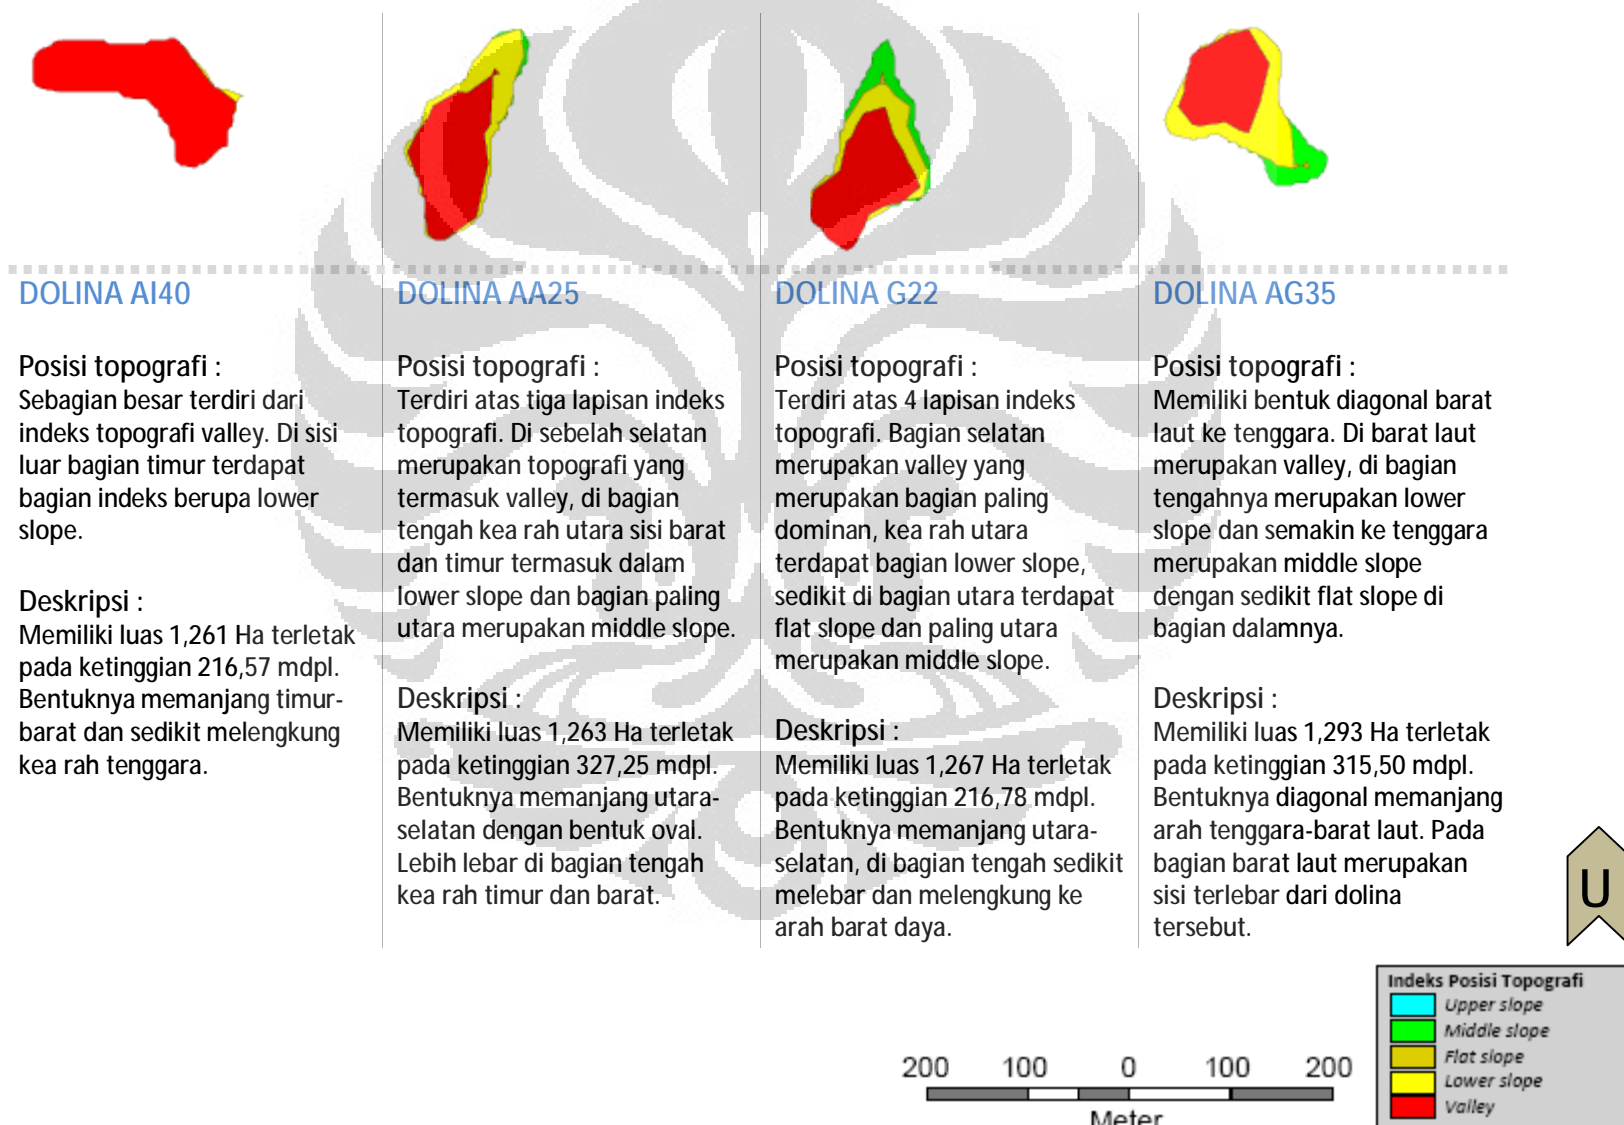 DOLINA AI40
Posisi topografi :
Sebagian besar terdiri dari
indeks topografi valley. Di sisi
luar bagian timur terdapat
bagian indeks berupa lower
slope.
Deskripsi :
Memiliki luas 1,261 Ha terletak
pada ketinggian 216,57 mdpl.
Bentuknya memanjang timur-
barat dan sedikit melengkung
kea rah tenggara.
DOLINA AA25
Posisi topografi :
Terdiri atas tiga lapisan indeks
topografi. Di sebelah selatan
merupakan topografi yang
termasuk valley, di bagian
tengah kea rah utara sisi barat
dan timur termasuk dalam
lower slope dan bagian paling
utara merupakan middle slope.
Deskripsi :
Memiliki luas 1,263 Ha terletak
pada ketinggian 327,25 mdpl.
Bentuknya memanjang utara-
selatan dengan bentuk oval.
Lebih lebar di bagian tengah
kea rah timur dan barat.
DOLINA G22
Posisi topografi :
Terdiri atas 4 lapisan indeks
topografi. Bagian selatan
merupakan valley yang
merupakan bagian paling
dominan, kea rah utara
terdapat bagian lower slope,
sedikit di bagian utara terdapat
flat slope dan paling utara
merupakan middle slope.
Deskripsi :
Memiliki luas 1,267 Ha terletak
pada ketinggian 216,78 mdpl.
Bentuknya memanjang utara-
selatan, di bagian tengah sedikit
melebar dan melengkung ke
arah barat daya.
DOLINA AG35
Posisi topografi :
Memiliki bentuk diagonal barat
laut ke tenggara. Di barat laut
merupakan valley, di bagian
tengahnya merupakan lower
slope dan semakin ke tenggara
merupakan middle slope
dengan sedikit flat slope di
bagian dalamnya.
Deskripsi :
Memiliki luas 1,293 Ha terletak
pada ketinggian 315,50 mdpl.
Bentuknya diagonal memanjang
arah tenggara-barat laut. Pada
bagian barat laut merupakan
sisi terlebar dari dolina
tersebut.
U
200 100 0 100 200
Meter
Indeks Posisi Topografi
Upper slope
Middle slope
Flat slope
Lower slope
Valley